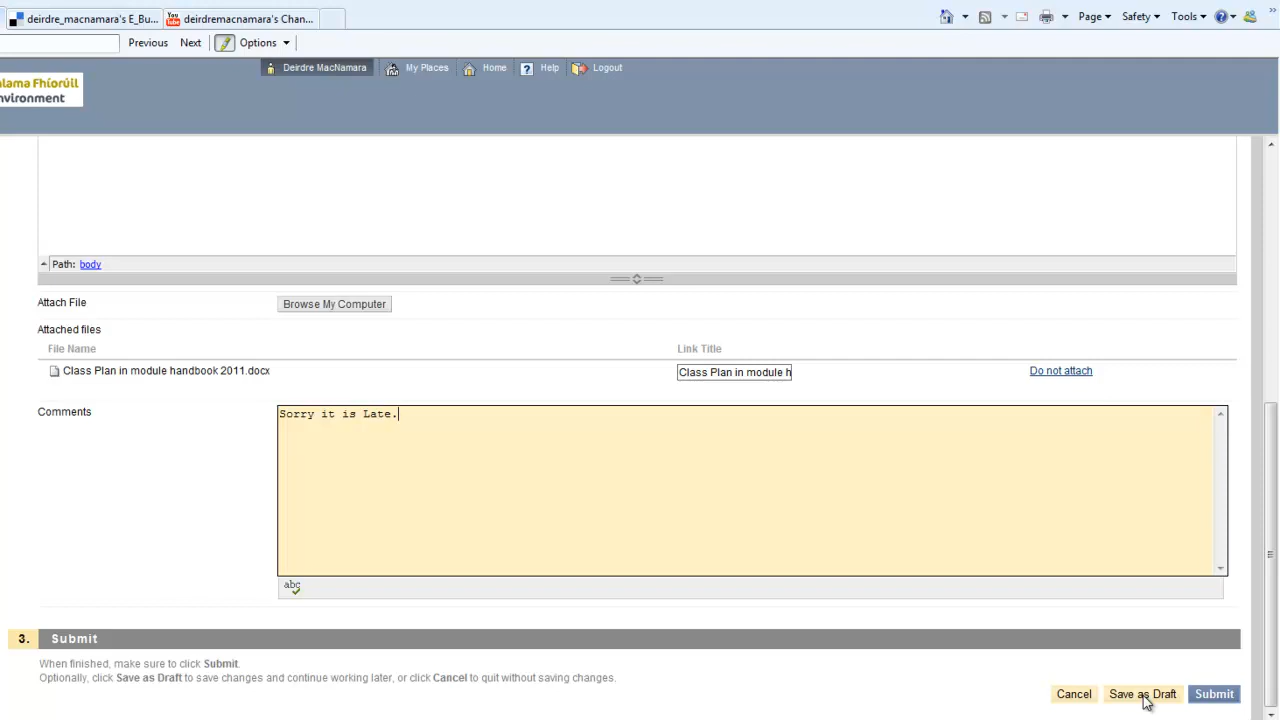 deirdre_macnamara's E_Bu... You Tube deirdremacnamara's Chan... Page Safety Tools
Previous Next Options
Deirdre MacNamara My Places Home Help Logout
alama Fhíorúil
nvironment
Path: body
Attach File Browse My Computer
Attached files
File Name Link Title
Class Plan in module handbook 2011.docx Class Plan in module h Do not attach
Comments Sorry it is Late.
abc
3. Submit
When finished, make sure to click Submit.
Optionally, click Save as Draft to save changes and continue working later, or click Cancel to quit without saving changes.
Cancel Save as Draft Submit